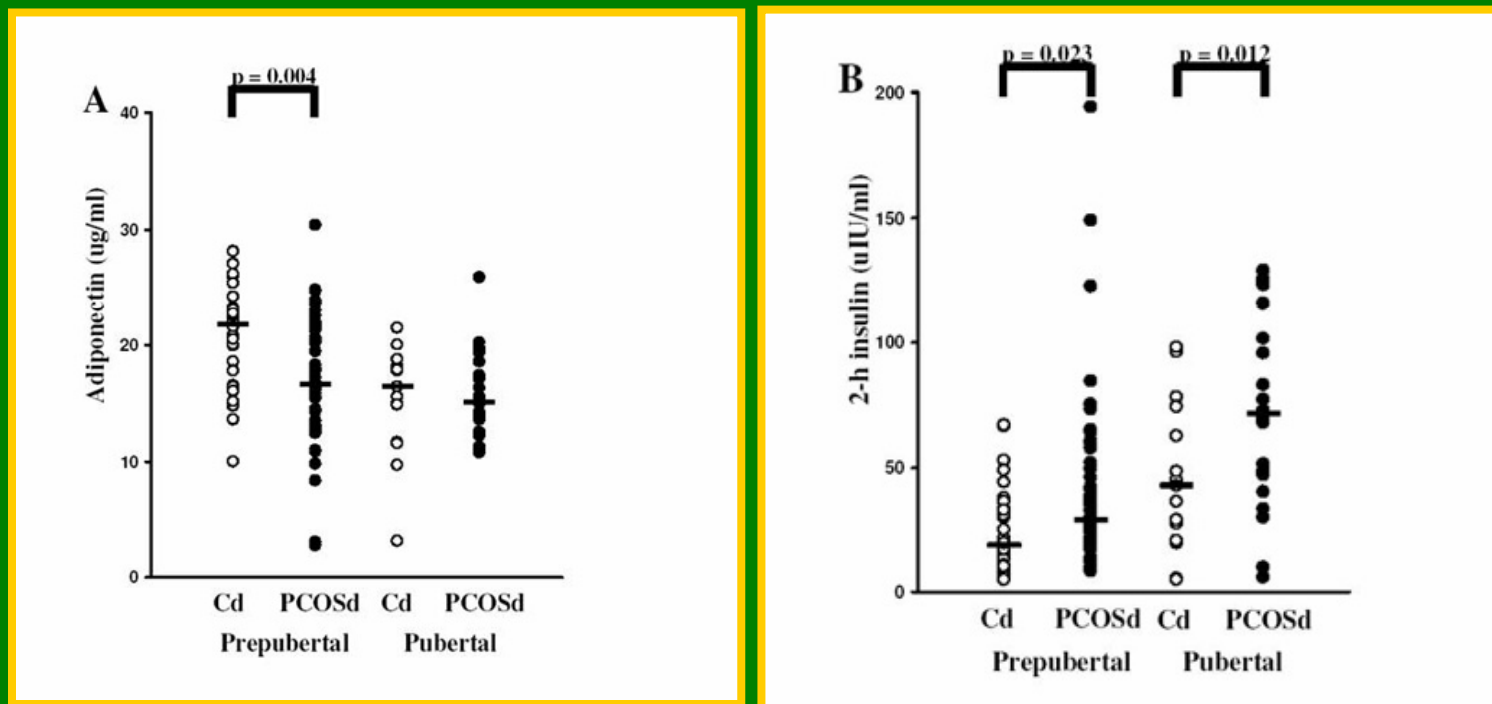 p = 0.004
A
40
30
20
10
0
Adiponectin (ug/ml)
Cd PCOSd Cd PCOSd
Prepubertal Pubertal
p = 0.023 p = 0.012
B
200
150
100
50
0
2-h insulin (uIU/ml)
Cd PCOSd Cd PCOSd
Prepubertal Pubertal